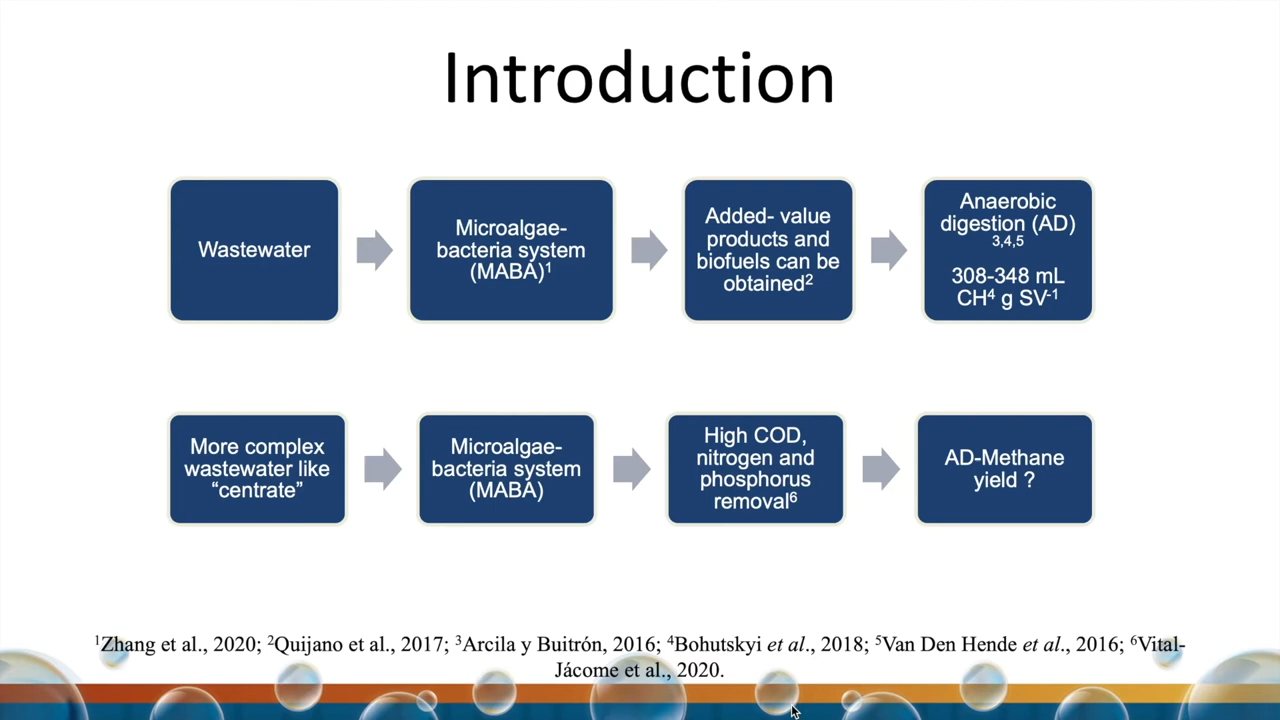 Introduction
Wastewater
Microalgae-
bacteria system
(MABA)¹
Added- value
products and
biofuels can be
obtained²
Anaerobic
digestion (AD)
3,4,5
308-348 mL
CH⁴ g SV⁻¹
More complex
wastewater like
“centrate”
Microalgae-
bacteria system
(MABA)
High COD,
nitrogen and
phosphorus
removal⁶
AD-Methane
yield ?
¹Zhang et al., 2020; ²Quijano et al., 2017; ³Arcila y Buitrón, 2016; ⁴Bohutskyi et al., 2018; ⁵Van Den Hende et al., 2016; ⁶Vital-
Jácome et al., 2020.